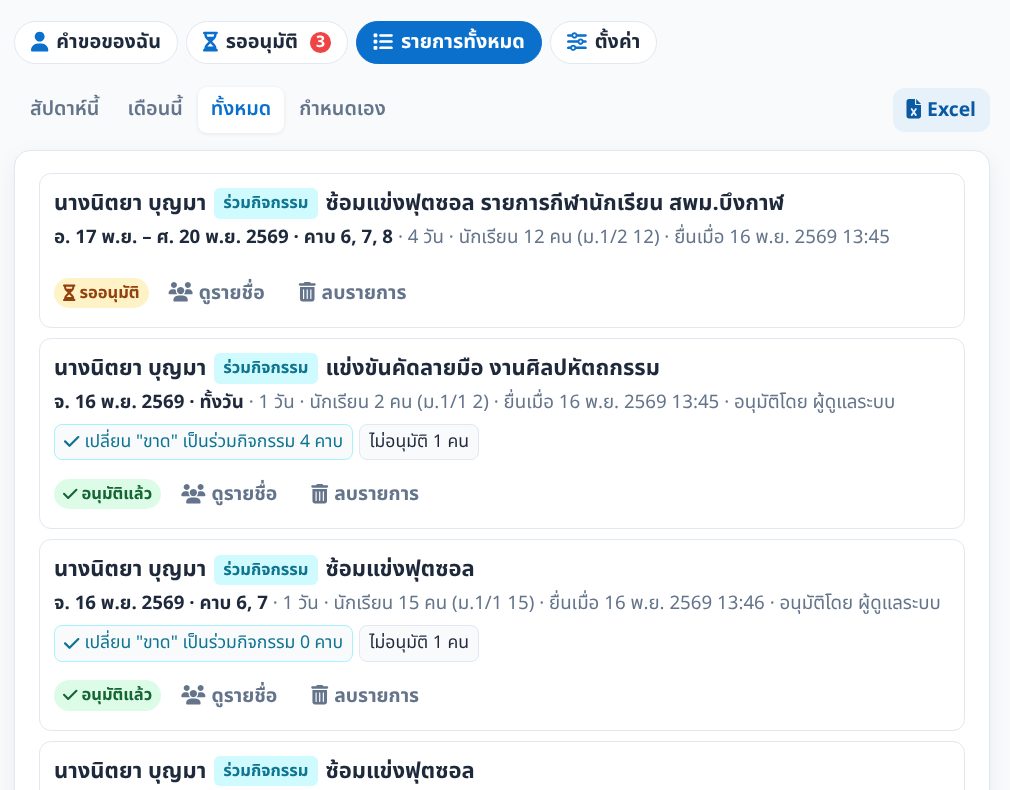 คำขอของฉัน รออนุมัติ 3 รายการทั้งหมด ตั้งค่า
สัปดาห์นี้ เดือนนี้ ทั้งหมด กำหนดเอง Excel
นางนิตยา บุญมา ร่วมกิจกรรม ซ้อมแข่งฟุตซอล รายการกีฬานักเรียน สพม.บึงกาฬ
อ. 17 พ.ย. – ศ. 20 พ.ย. 2569 · คาบ 6, 7, 8 · 4 วัน · นักเรียน 12 คน (ม.1/2 12) · ยื่นเมื่อ 16 พ.ย. 2569 13:45
รออนุมัติ ดูรายชื่อ ลบรายการ
นางนิตยา บุญมา ร่วมกิจกรรม แข่งขันคัดลายมือ งานศิลปหัตถกรรม
จ. 16 พ.ย. 2569 · ทั้งวัน · 1 วัน · นักเรียน 2 คน (ม.1/1 2) · ยื่นเมื่อ 16 พ.ย. 2569 13:45 · อนุมัติโดย ผู้ดูแลระบบ
เปลี่ยน "ขาด" เป็นร่วมกิจกรรม 4 คาบ ไม่อนุมัติ 1 คน
อนุมัติแล้ว ดูรายชื่อ ลบรายการ
นางนิตยา บุญมา ร่วมกิจกรรม ซ้อมแข่งฟุตซอล
จ. 16 พ.ย. 2569 · คาบ 6, 7 · 1 วัน · นักเรียน 15 คน (ม.1/1 15) · ยื่นเมื่อ 16 พ.ย. 2569 13:46 · อนุมัติโดย ผู้ดูแลระบบ
เปลี่ยน "ขาด" เป็นร่วมกิจกรรม 0 คาบ ไม่อนุมัติ 1 คน
อนุมัติแล้ว ดูรายชื่อ ลบรายการ
นางนิตยา บุญมา ร่วมกิจกรรม ซ้อมแข่งฟุตซอล